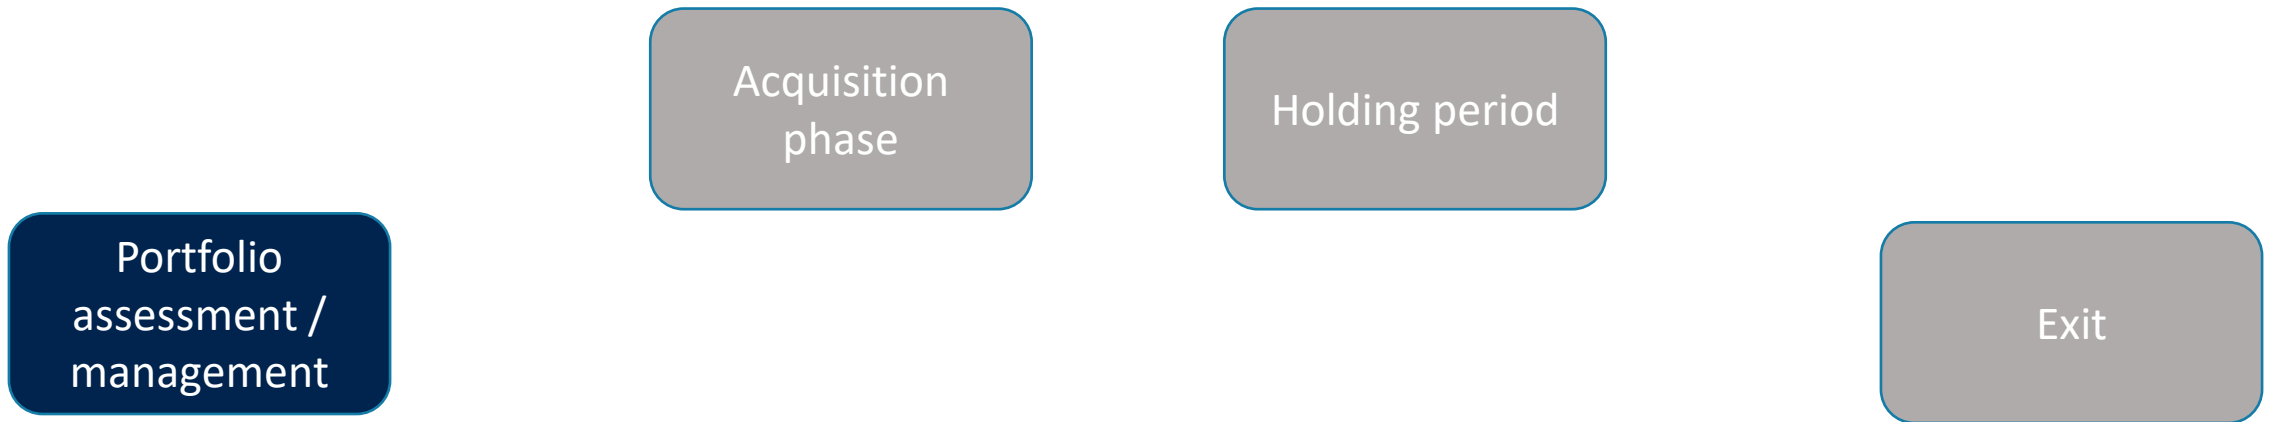 Acquisition
phase
Holding period
Portfolio
assessment /
management
Exit